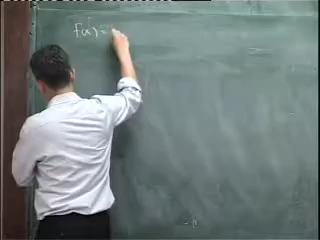 f(x) =